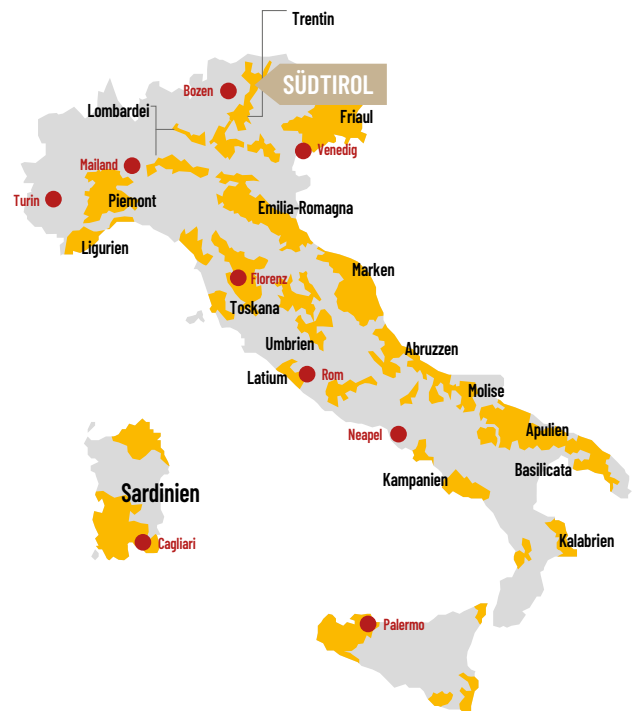 Trentin
SÜDTIROL
Bozen
Lombardei
Friaul
Venedig
Mailand
Turin
Piemont
Emilia-Romagna
Ligurien
Marken
Florenz
Toskana
Umbrien
Abruzzen
Latium
Rom
Molise
Neapel
Apulien
Basilicata
Kampanien
Sardinien
Kalabrien
Cagliari
Palermo